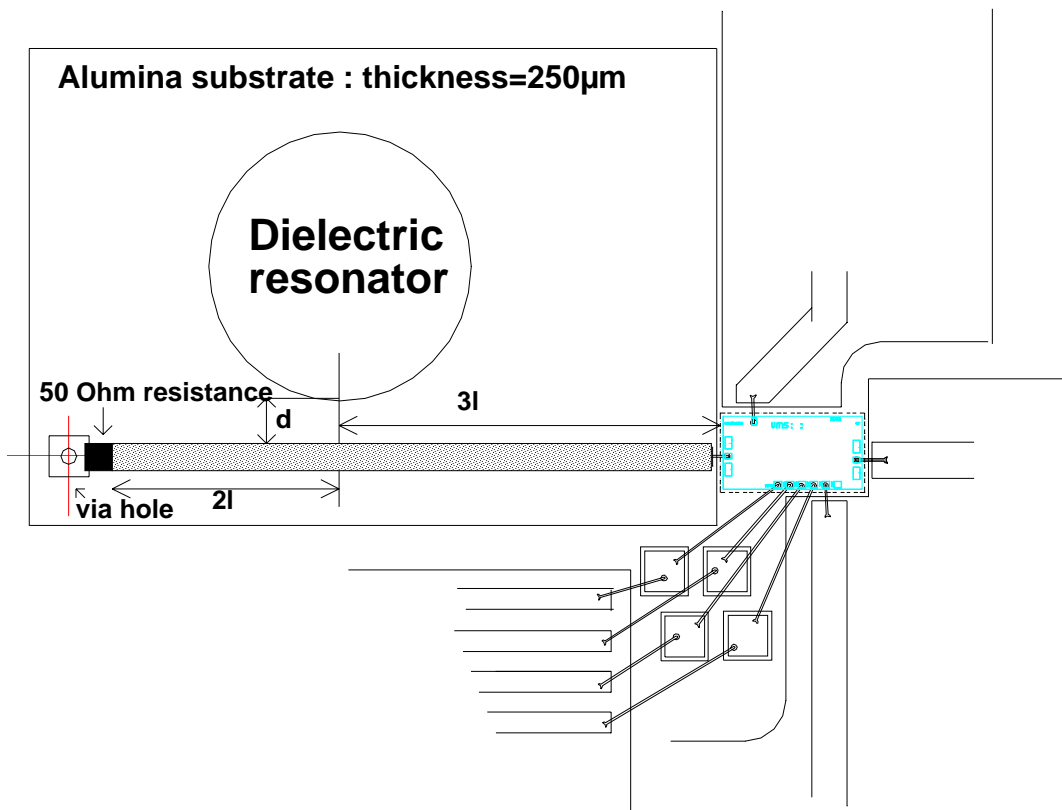 Alumina substrate : thickness=250µm
Dielectric
resonator
50 Ohm resistance
d
3l
2l
via hole